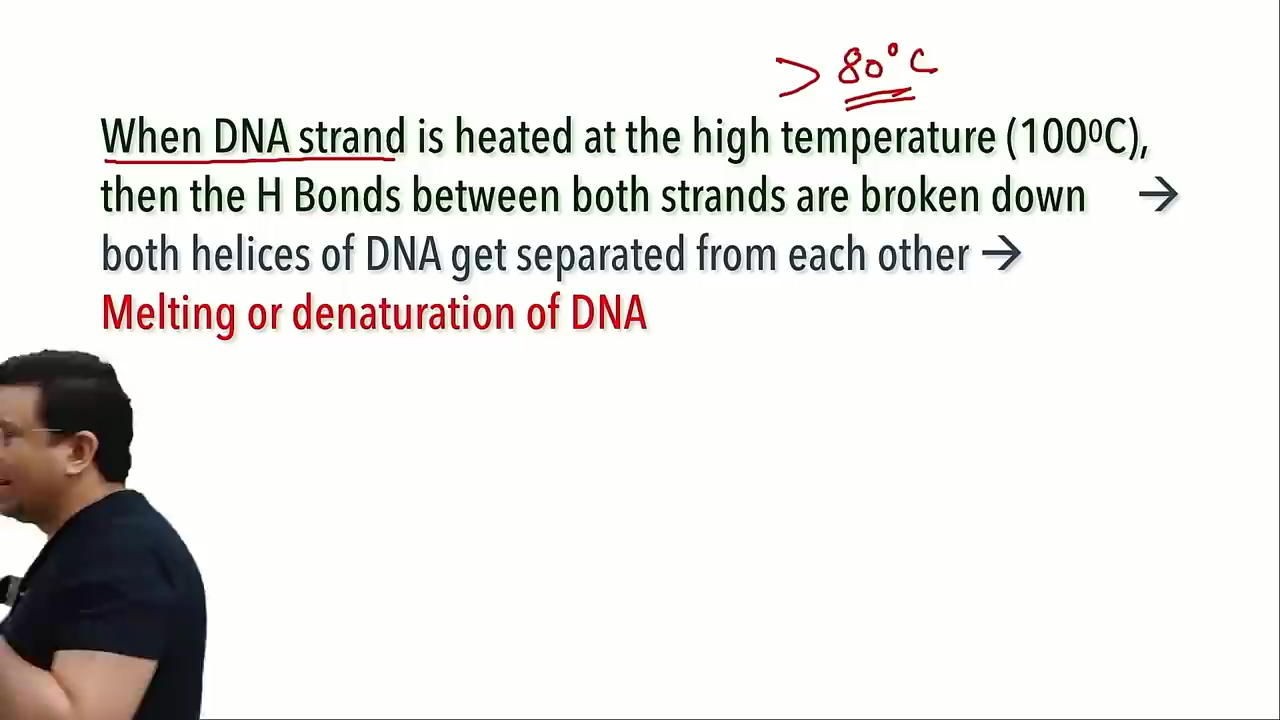 > 80°C
When DNA strand is heated at the high temperature (100⁰C),
then the H Bonds between both strands are broken down →
both helices of DNA get separated from each other →
Melting or denaturation of DNA